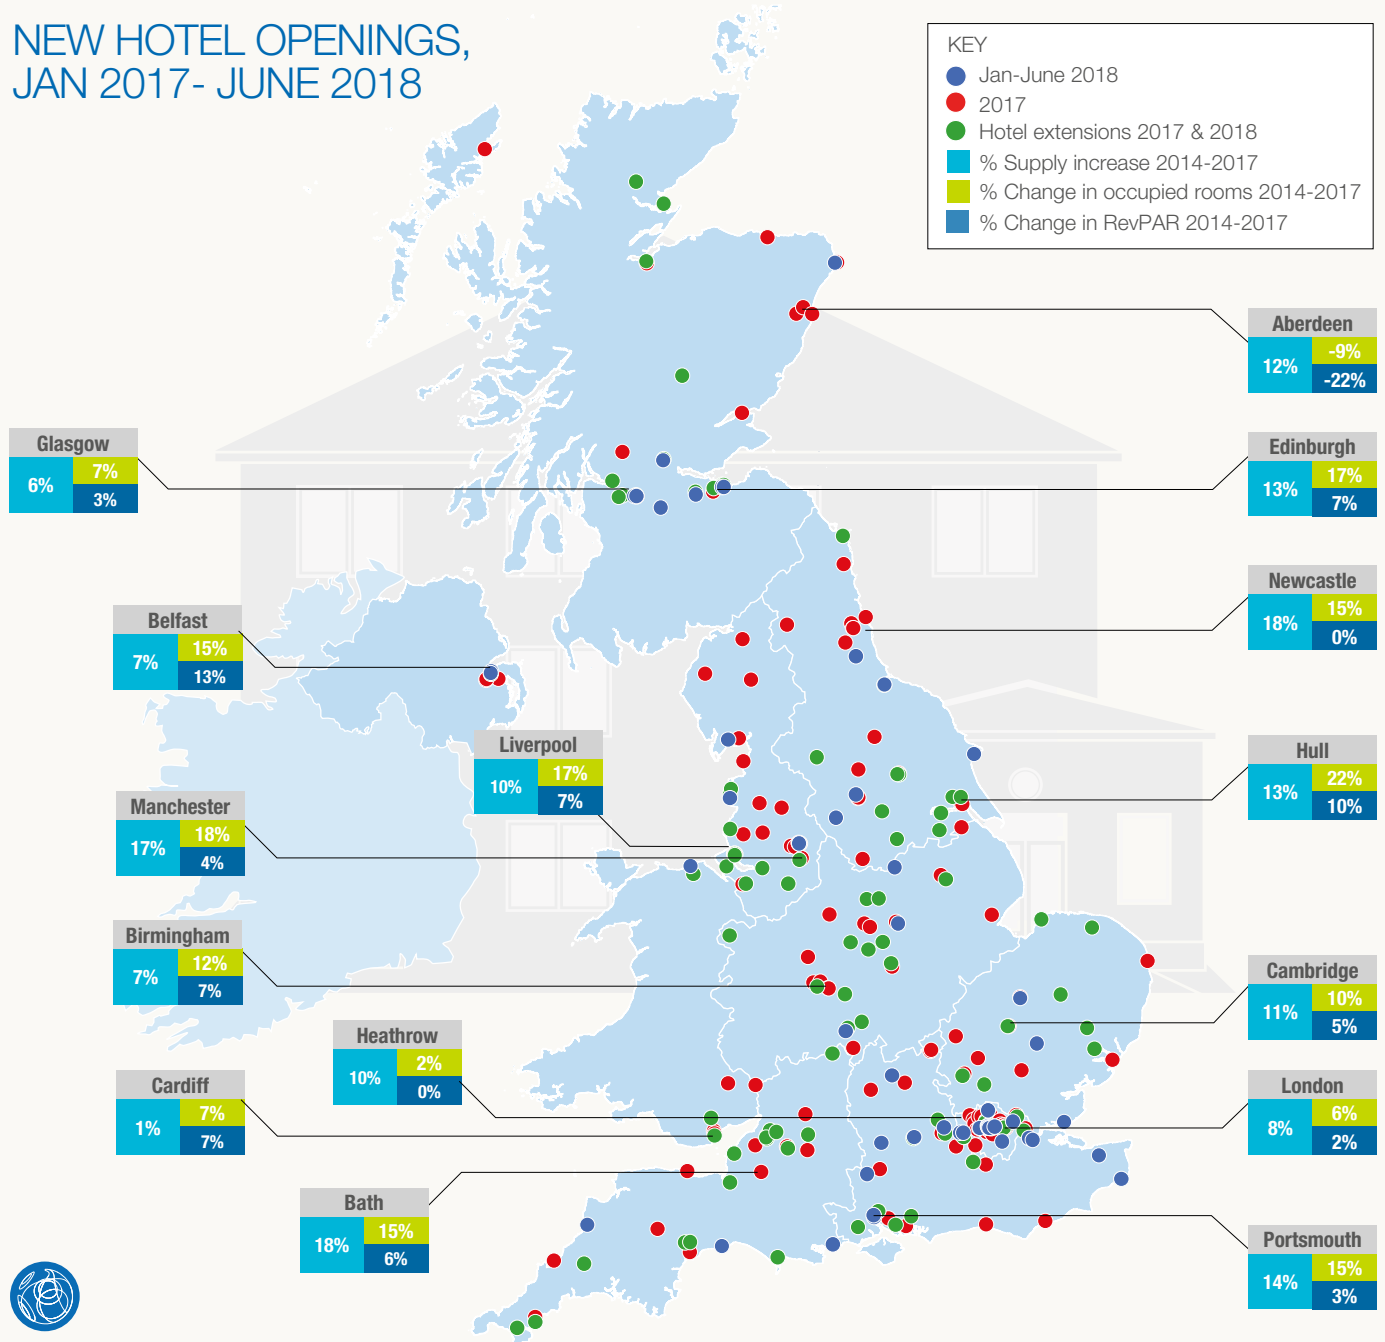 NEW HOTEL OPENINGS,
JAN 2017- JUNE 2018
KEY
Jan-June 2018
2017
Hotel extensions 2017 & 2018
% Supply increase 2014-2017
% Change in occupied rooms 2014-2017
% Change in RevPAR 2014-2017
Aberdeen
12%
-9%
-22%
Glasgow
6%
7%
3%
Edinburgh
13%
17%
7%
Newcastle
18%
15%
0%
Belfast
7%
15%
13%
Liverpool
10%
17%
7%
Hull
13%
22%
10%
Manchester
17%
18%
4%
Birmingham
7%
12%
7%
Cambridge
11%
10%
5%
Heathrow
10%
2%
0%
Cardiff
1%
7%
7%
London
8%
6%
2%
Bath
18%
15%
6%
Portsmouth
14%
15%
3%